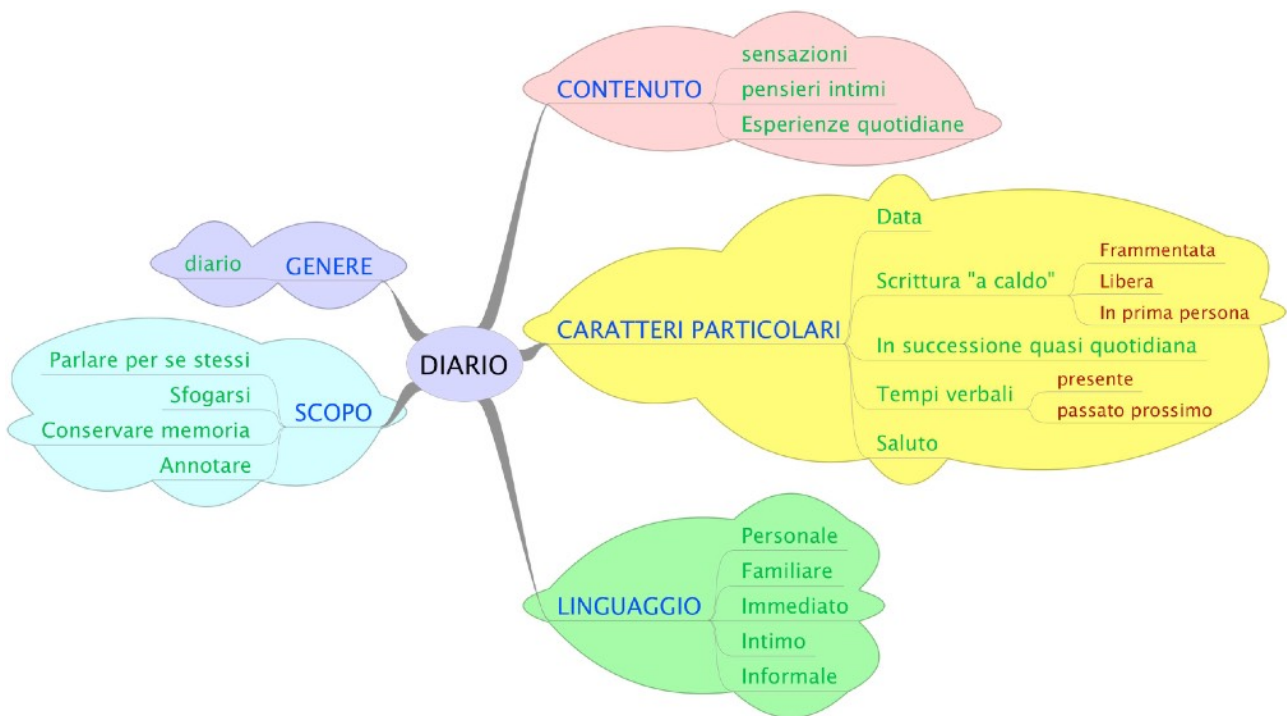 DIARIO
CONTENUTO
sensazioni
pensieri intimi
Esperienze quotidiane
CARATTERI PARTICOLARI
Data
Scrittura "a caldo"
Frammentata
Libera
In prima persona
In successione quasi quotidiana
Tempi verbali
presente
passato prossimo
Saluto
LINGUAGGIO
Personale
Familiare
Immediato
Intimo
Informale
GENERE
diario
SCOPO
Parlare per se stessi
Sfogarsi
Conservare memoria
Annotare